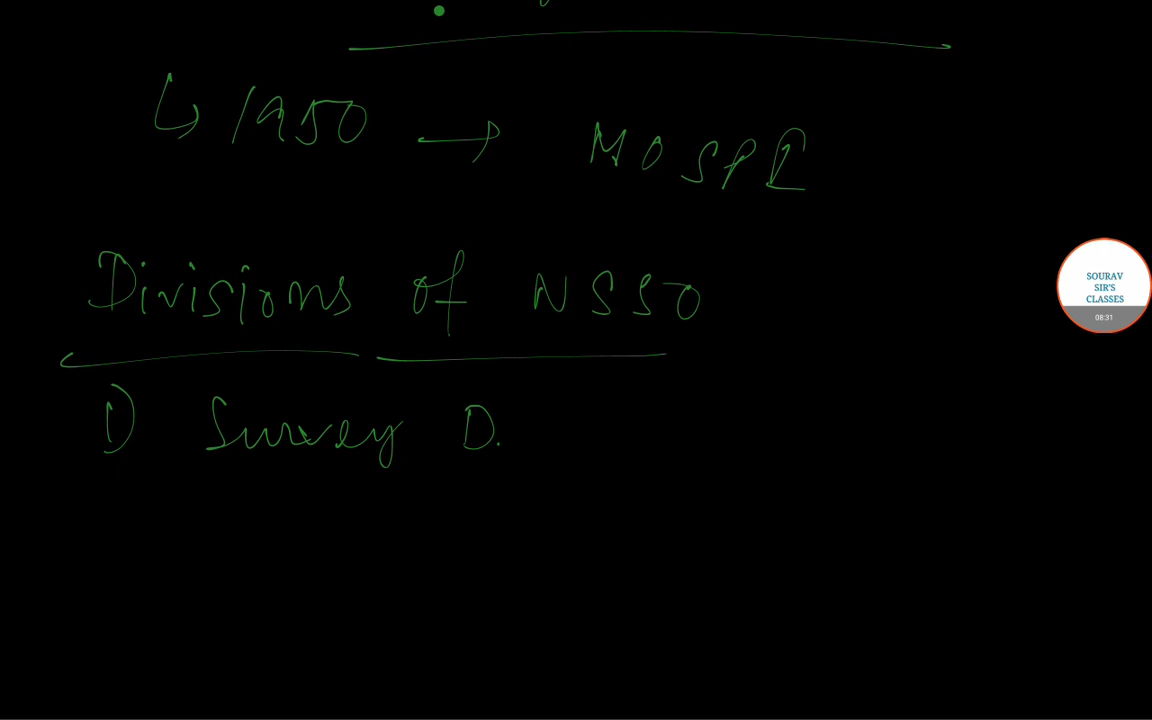 ↳ 1950 → MOSPI
Divisions of NSSO
1) Survey D.
SOURAV
SIR'S
CLASSES
08:31